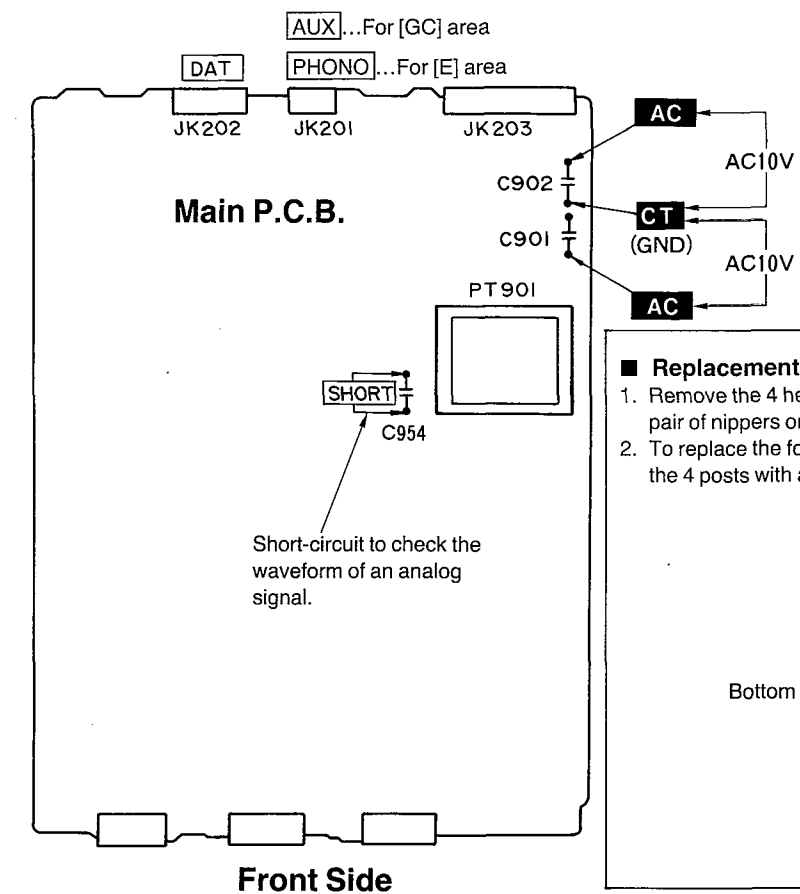 AUX...For [GC] area
DAT
PHONO...For [E] area
JK202
JK201
JK203
AC
AC10V
C902
Main P.C.B.
CT
(GND)
C901
AC10V
PT901
AC
SHORT
C954
■ Replacement
1. Remove the 4 he
pair of nippers o
2. To replace the fo
the 4 posts with a
Short-circuit to check the
waveform of an analog
signal.
Bottom
Front Side